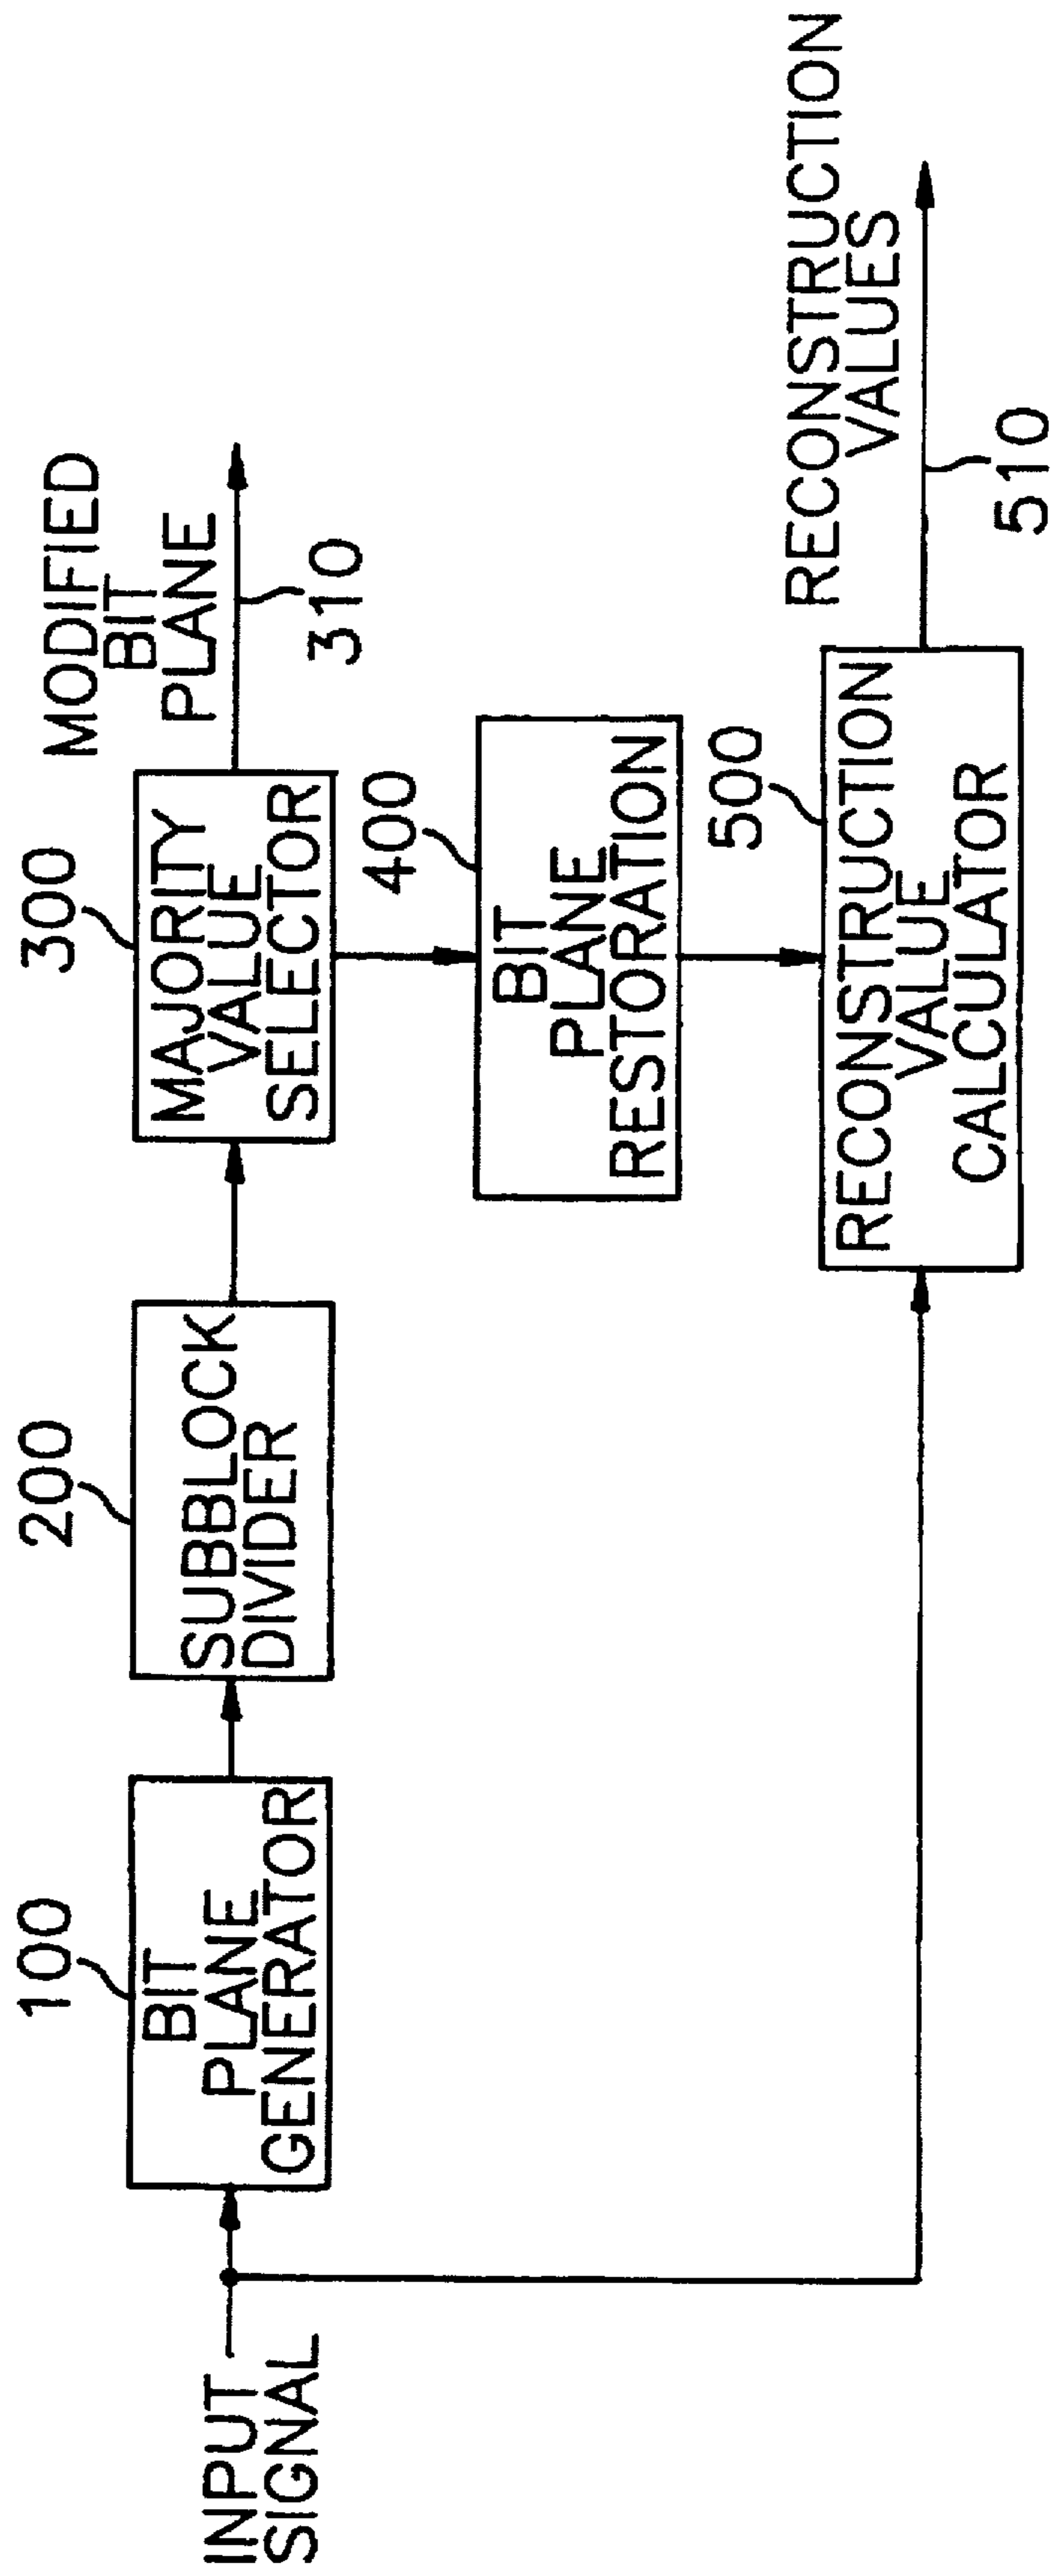 INPUT
SIGNAL
100
BIT
PLANE
GENERATOR
200
SUBBLOCK
DIVIDER
300
MAJORITY
VALUE
SELECTOR
MODIFIED
BIT
PLANE
310
400
BIT
PLANE
RESTORATION
500
RECONSTRUCTION
VALUE
CALCULATOR
RECONSTRUCTION
VALUES
510